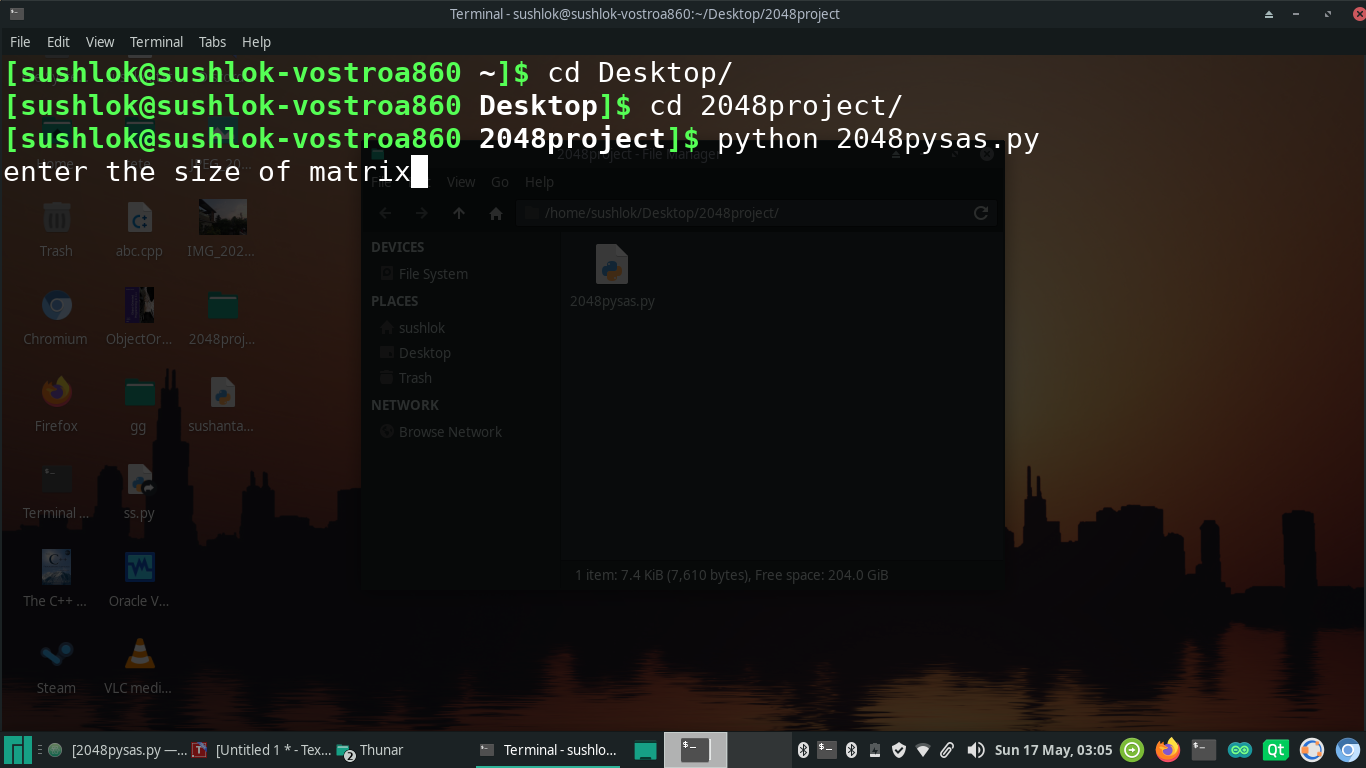 Terminal - sushlok@sushlok-vostroa860:~/Desktop/2048project
File Edit View Terminal Tabs Help
[sushlok@sushlok-vostroa860 ~]$ cd Desktop/
[sushlok@sushlok-vostroa860 Desktop]$ cd 2048project/
[sushlok@sushlok-vostroa860 2048project]$ python 2048pysas.py
enter the size of matrix
2048project - File Manager
File View Go Help
/home/sushlok/Desktop/2048project/
DEVICES
File System
PLACES
sushlok
Desktop
Trash
NETWORK
Browse Network
2048pysas.py
1 item: 7.4 KiB (7,610 bytes), Free space: 204.0 GiB
Home
Trash abc.cpp IMG_202...
Chromium ObjectOr... 2048proj...
Firefox gg sushanta...
Terminal ... ss.py
The C++ ... Oracle V...
Steam VLC medi...
[2048pysas.py —... [Untitled 1 * - Tex... 2 Thunar Terminal - sushlo... Sun 17 May, 03:05 Qt